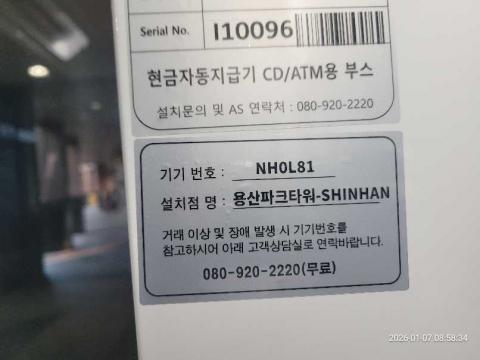 Serial No. I10096
현금자동지급기 CD/ATM용 부스
설치문의 및 AS 연락처 : 080-920-2220
기기 번호 : NH0L81
설치점 명 : 용산파크타워-SHINHAN
거래 이상 및 장애 발생 시 기기번호를
참고하시어 아래 고객상담실로 연락바랍니다.
080-920-2220(무료)
2026-01-07 08:58:34